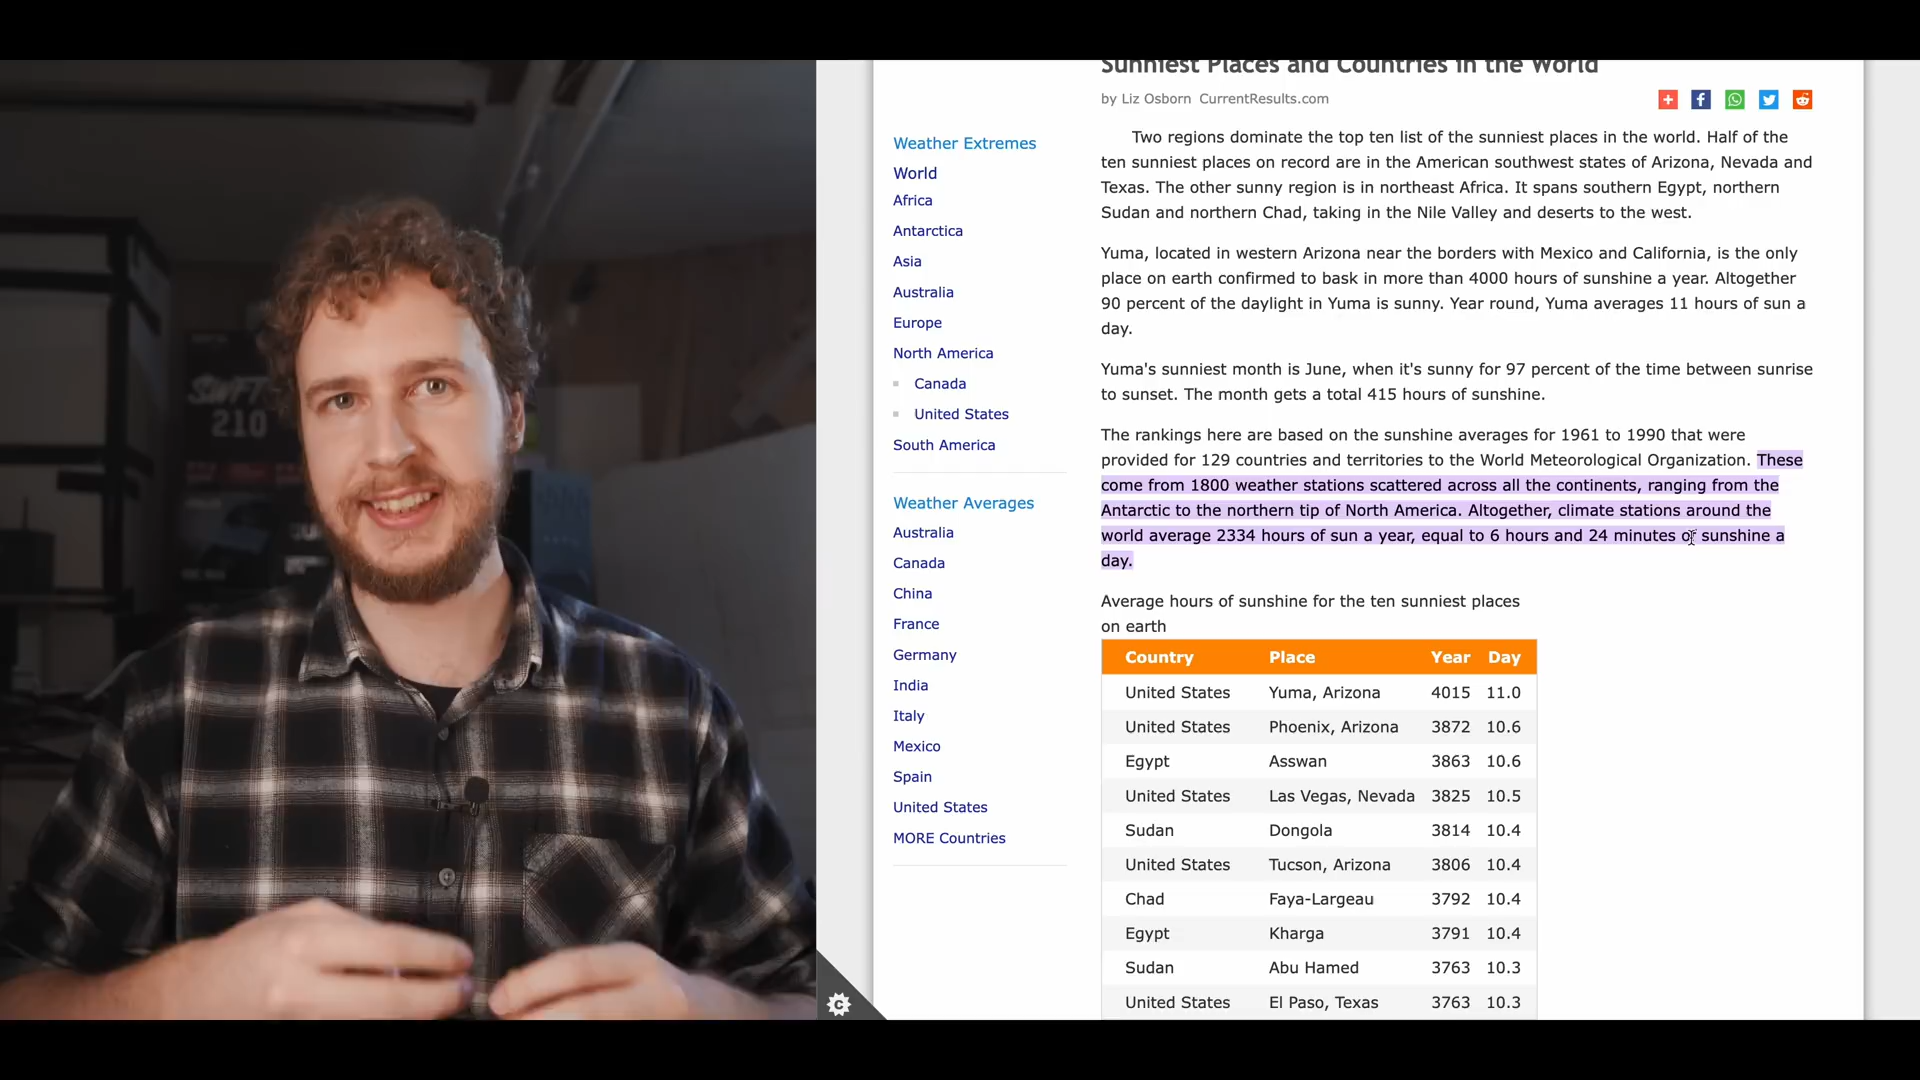 SWFT
210
Sunniest Places and Countries in the World
by Liz Osborn CurrentResults.com
Weather Extremes
World
Africa
Antarctica
Asia
Australia
Europe
North America
Canada
United States
South America
Weather Averages
Australia
Canada
China
France
Germany
India
Italy
Mexico
Spain
United States
MORE Countries
Two regions dominate the top ten list of the sunniest places in the world. Half of the
ten sunniest places on record are in the American southwest states of Arizona, Nevada and
Texas. The other sunny region is in northeast Africa. It spans southern Egypt, northern
Sudan and northern Chad, taking in the Nile Valley and deserts to the west.
Yuma, located in western Arizona near the borders with Mexico and California, is the only
place on earth confirmed to bask in more than 4000 hours of sunshine a year. Altogether
90 percent of the daylight in Yuma is sunny. Year round, Yuma averages 11 hours of sun a
day.
Yuma's sunniest month is June, when it's sunny for 97 percent of the time between sunrise
to sunset. The month gets a total 415 hours of sunshine.
The rankings here are based on the sunshine averages for 1961 to 1990 that were
provided for 129 countries and territories to the World Meteorological Organization. These
come from 1800 weather stations scattered across all the continents, ranging from the
Antarctic to the northern tip of North America. Altogether, climate stations around the
world average 2334 hours of sun a year, equal to 6 hours and 24 minutes of sunshine a
day.
Average hours of sunshine for the ten sunniest places
on earth
Country Place Year Day
United States Yuma, Arizona 4015 11.0
United States Phoenix, Arizona 3872 10.6
Egypt Asswan 3863 10.6
United States Las Vegas, Nevada 3825 10.5
Sudan Dongola 3814 10.4
United States Tucson, Arizona 3806 10.4
Chad Faya-Largeau 3792 10.4
Egypt Kharga 3791 10.4
Sudan Abu Hamed 3763 10.3
United States El Paso, Texas 3763 10.3